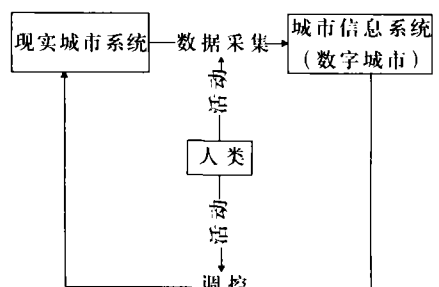 现实城市系统
数据采集
城市信息系统
（数字城市）
活动
人类
活动
调控